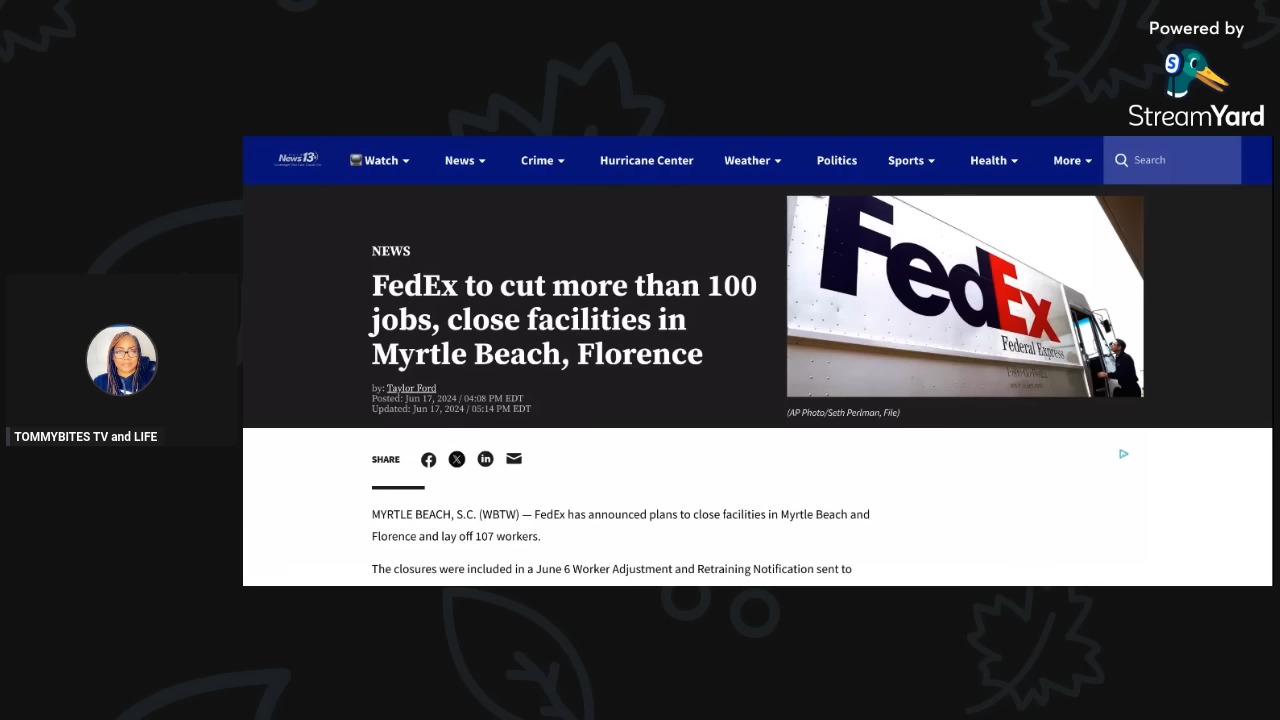 Powered by
S
StreamYard
News13
Watch
News
Crime
Hurricane Center
Weather
Politics
Sports
Health
More
Search
NEWS
FedEx to cut more than 100
jobs, close facilities in
Myrtle Beach, Florence
by: Taylor Ford
Posted: Jun 17, 2024 / 04:08 PM EDT
Updated: Jun 17, 2024 / 05:14 PM EDT
FedEx
Federal Express
(AP Photo/Seth Perlman, File)
TOMMYBITES TV and LIFE
SHARE
MYRTLE BEACH, S.C. (WBTW) — FedEx has announced plans to close facilities in Myrtle Beach and
Florence and lay off 107 workers.
The closures were included in a June 6 Worker Adjustment and Retraining Notification sent to